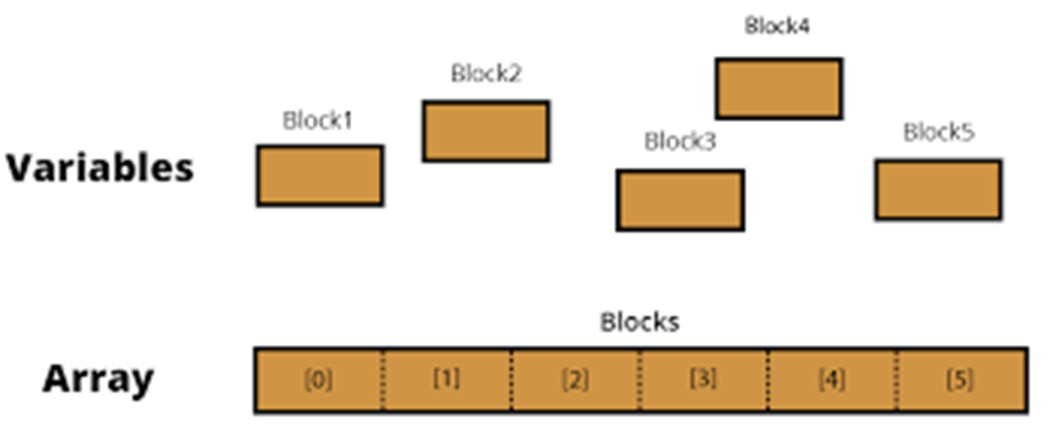 Block4
Block2
Block1
Block3
Block5
Variables
Blocks
Array
[0] [1] [2] [3] [4] [5]